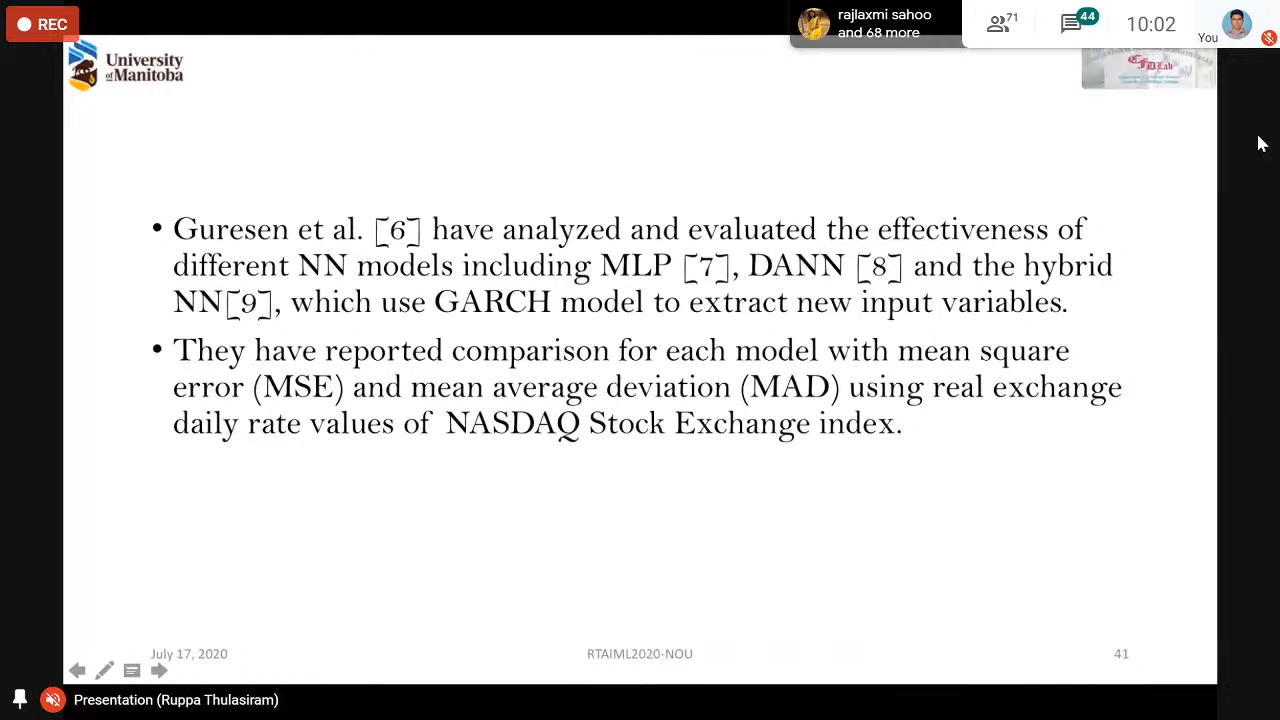 REC
rajlaxmi sahoo
and 68 more
71
44
10:02
You
University
of Manitoba
CFD Lab
• Guresen et al. [6] have analyzed and evaluated the effectiveness of
different NN models including MLP [7], DANN [8] and the hybrid
NN[9], which use GARCH model to extract new input variables.
• They have reported comparison for each model with mean square
error (MSE) and mean average deviation (MAD) using real exchange
daily rate values of NASDAQ Stock Exchange index.
July 17, 2020
RTAIML2020-NOU
41
Presentation (Ruppa Thulasiram)